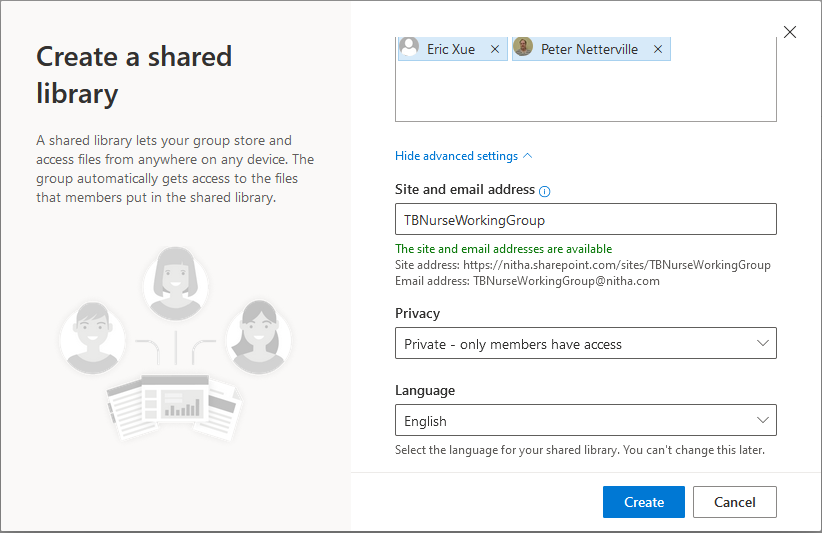 Create a shared
library
A shared library lets your group store and
access files from anywhere on any device. The
group automatically gets access to the files
that members put in the shared library.
Eric Xue
Peter Netterville
Hide advanced settings
Site and email address
TBNurseWorkingGroup
The site and email addresses are available
Site address: https://nitha.sharepoint.com/sites/TBNurseWorkingGroup
Email address: TBNurseWorkingGroup@nitha.com
Privacy
Private - only members have access
Language
English
Select the language for your shared library. You can't change this later.
Create
Cancel